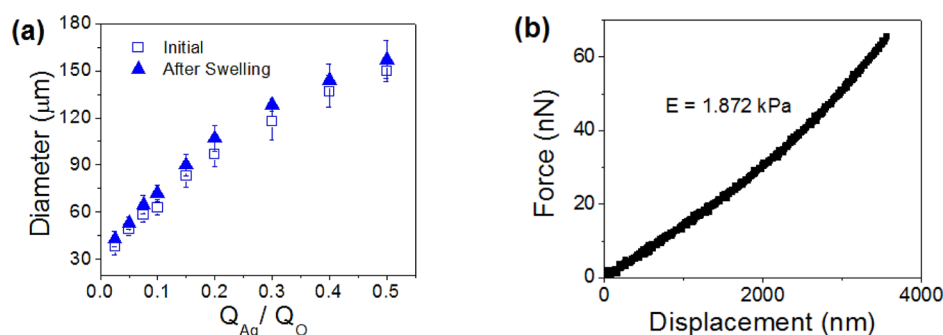 (a)
180
150
120
90
60
30
Diameter (μm)
Initial
After Swelling
0.0 0.1 0.2 0.3 0.4 0.5
Q_Aq / Q_O
(b)
60
40
20
0
Force (nN)
E = 1.872 kPa
0 2000 4000
Displacement (nm)